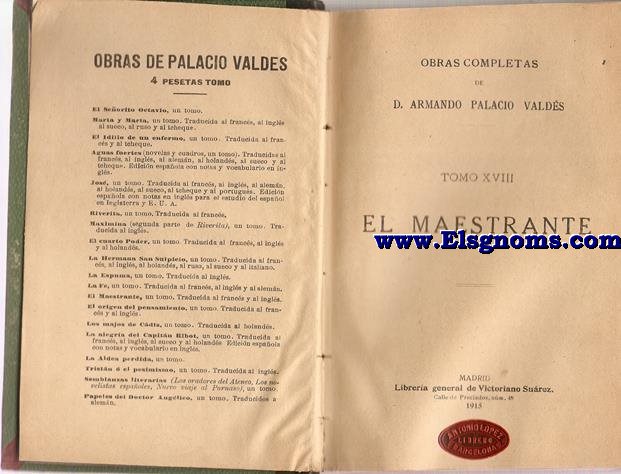 OBRAS DE PALACIO VALDES
4 PESETAS TOMO
El Señorito Octavio, un tomo.
Marta y María, un tomo. Traducida al francés, al inglés
al sueco, al ruso y al tcheque.
El Idilio de un enfermo, un tomo. Traducida al fran-
cés y al tcheque.
Aguas fuertes (novelas y cuadros, un tomo). Traducidas al
francés, al inglés, al alemán, al holandés, al sueco y al
tcheque. Edición española con notas y vocabulario en in-
glés.
José, un tomo. Traducida al francés, al inglés, al alemán,
al holandés, al sueco, al tcheque y al portugués. Edición
española con notas en inglés para el estudio del español
en Inglaterra y E. U. A.
Riverita, un tomo. Traducida al francés,
Maximina (segunda parte de Riverita), un tomo. Tra-
ducida al inglés.
El cuarto Poder, un tomo. Traducida al francés, al inglés
y al holandés.
La Hermana San Sulpicio, un tomo. Traducida al fran-
cés, al inglés, al holandés, al ruso, al sueco y al italiano.
La Espuma, un tomo. Traducida al inglés.
La Fe, un tomo. Traducida al francés, al inglés y al alemán.
El Maestrante, un tomo. Traducida al francés y al inglés.
El origen del pensamiento, un tomo. Traducida al fran-
cés y al inglés.
Los majos de Cádiz, un tomo. Traducida al holandés.
La alegría del Capitán Ribot, un tomo. Traducida al
francés, al inglés, al sueco y al holandés Edición española
con notas y vocabulario en inglés.
La Aldea perdida, un tomo.
Tristán ó el pesimismo, un tomo. Traducida al inglés.
Semblanzas literarias (Los oradores del Ateneo, Los no-
velistas españoles, Nuevo viaje al Parnaso), un tomo.
Papeles del Doctor Angélico, un tomo. Traducidos a
alemán.
OBRAS COMPLETAS
DE
D. ARMANDO PALACIO VALDÉS
TOMO XVIII
EL MAESTRANTE
www.Elsgnoms.com
MADRID
Librería general de Victoriano Suárez.
Calle de Preciados, núm. 48
1915
ANTONIO LOPEZ
LIBRERO
BARCELONA